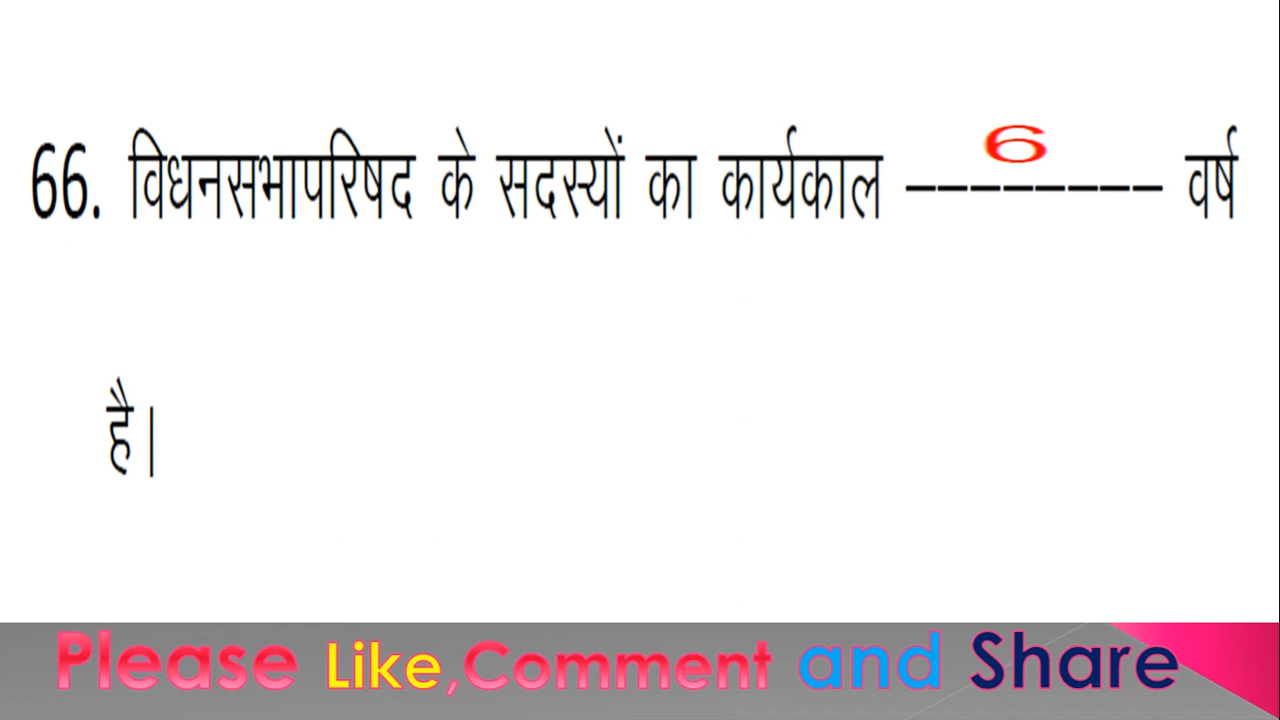 66. विधनसभापरिषद के सदस्यों का कार्यकाल ---6----- वर्ष
है।
Please Like,Comment and Share